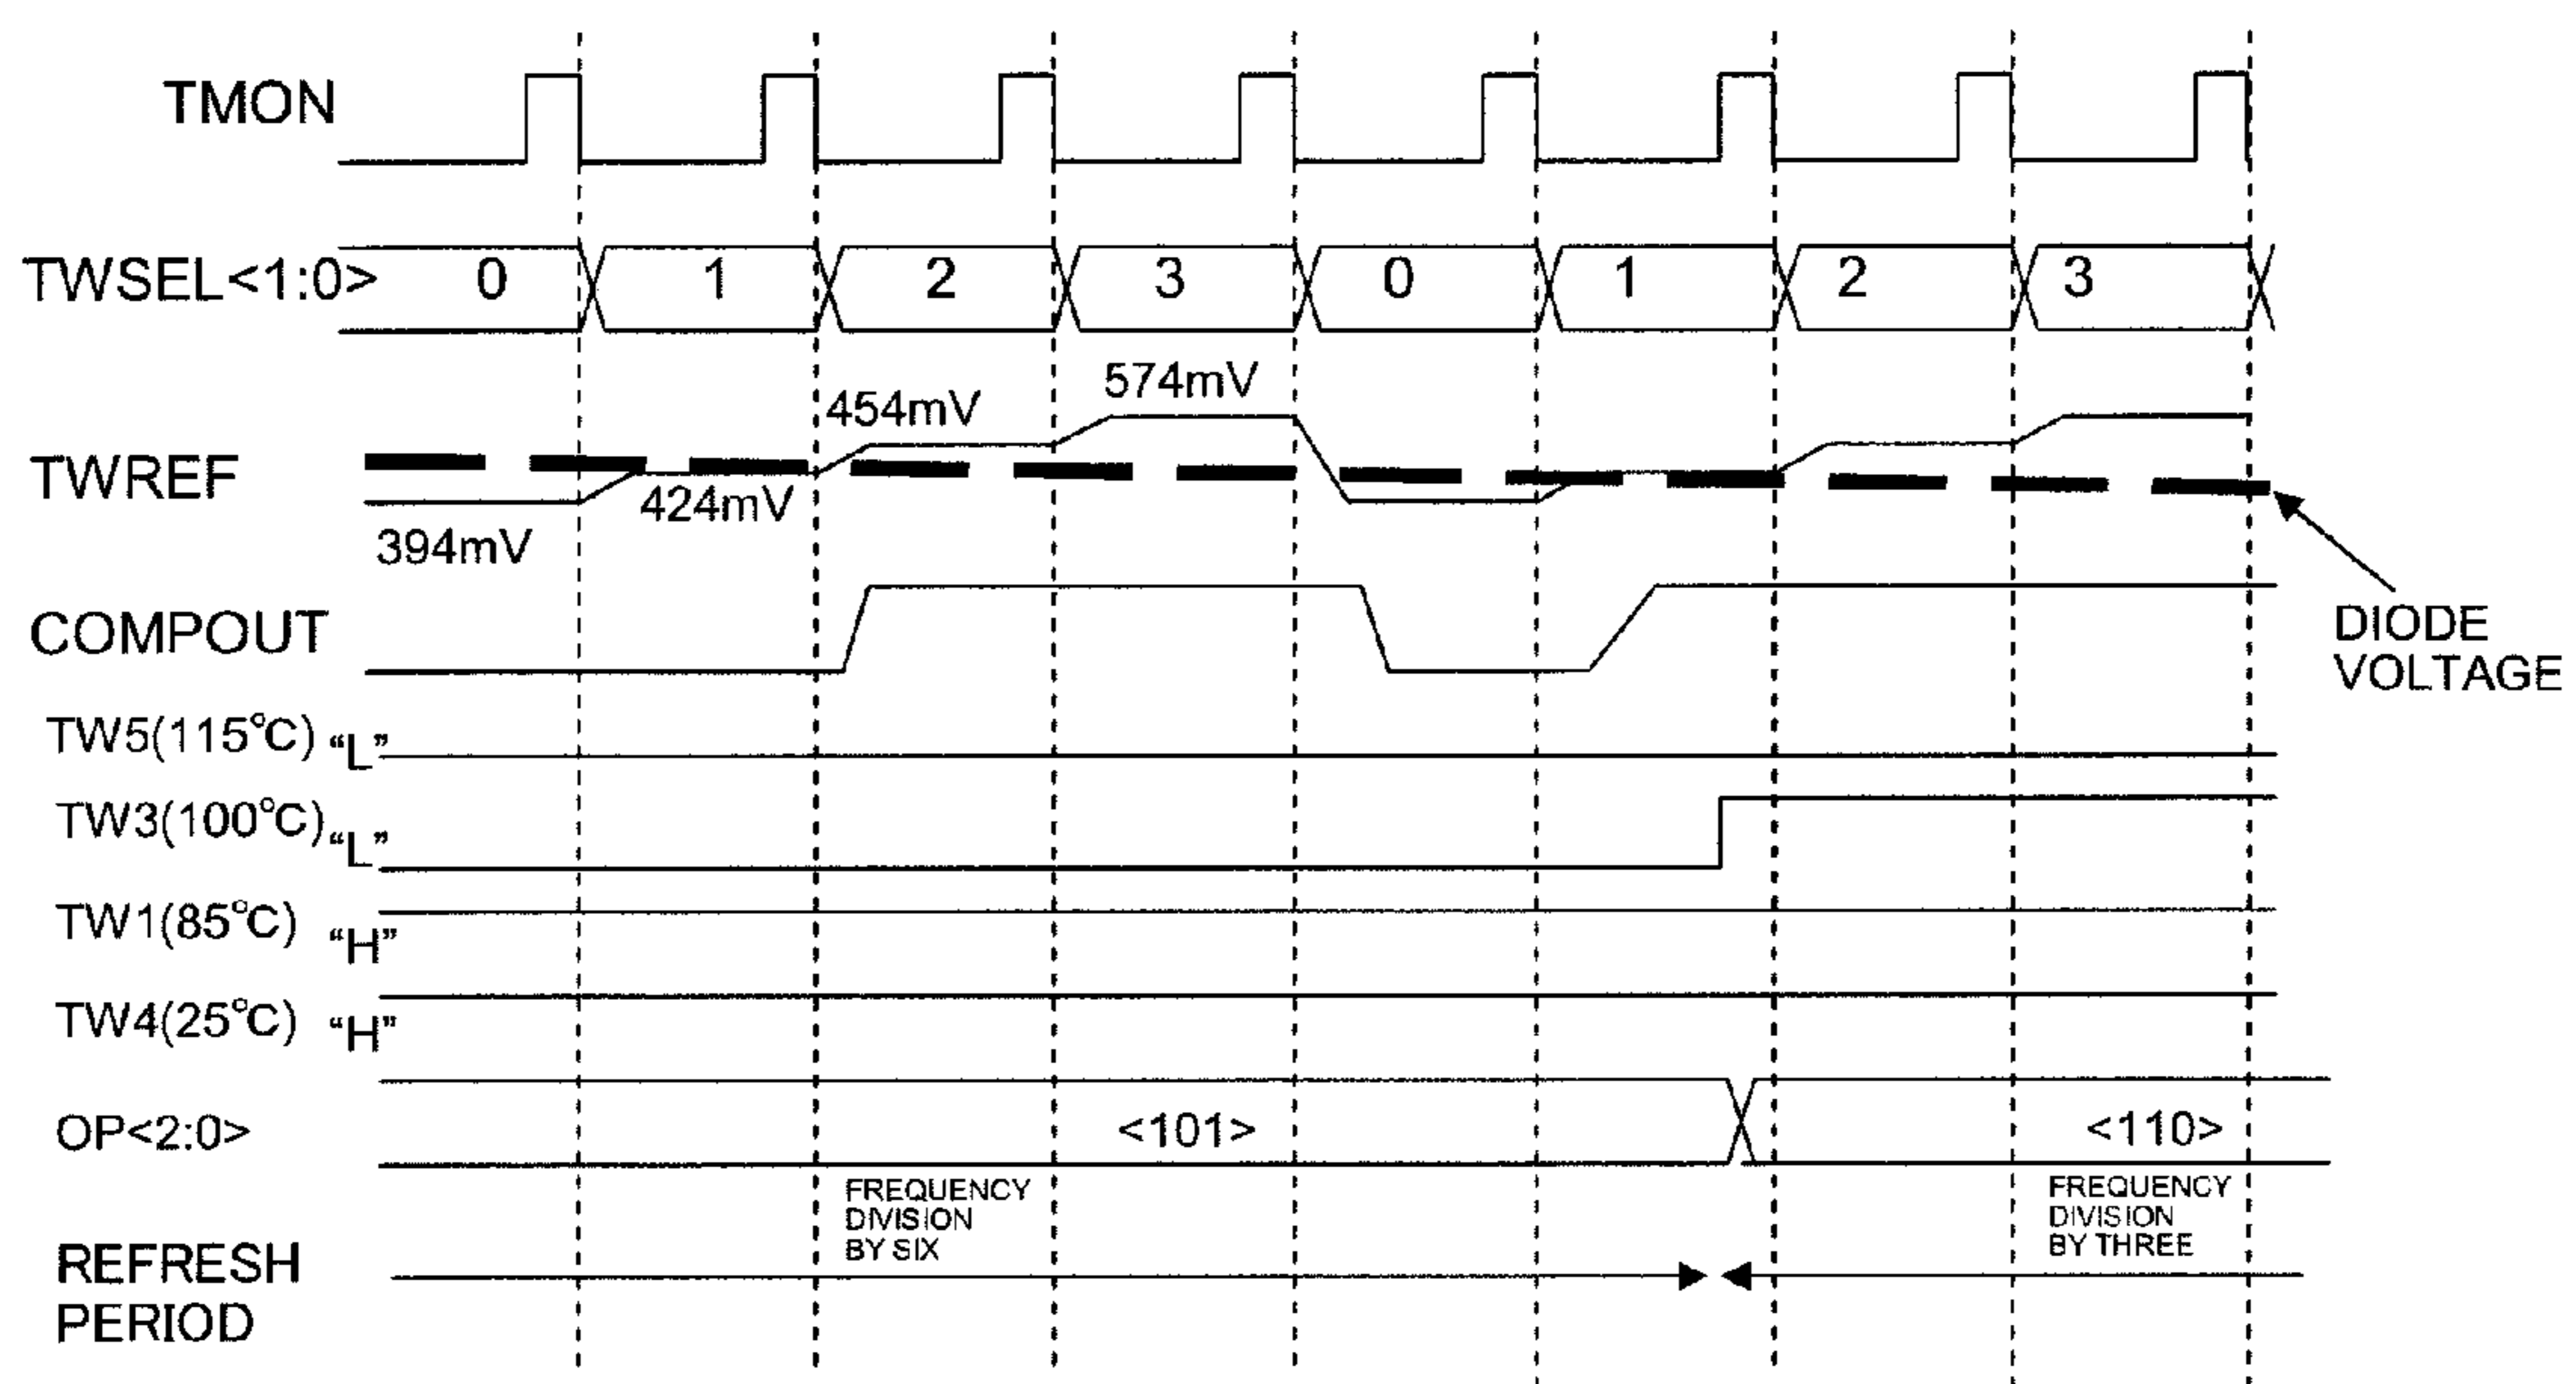 TMON
TWSEL<1:0> 0 1 2 3 0 1 2 3
574mV
454mV
TWREF
424mV
394mV
COMPOUT
DIODE
VOLTAGE
TW5(115℃) “L”
TW3(100℃) “L”
TW1(85℃) “H”
TW4(25℃) “H”
OP<2:0> <101> <110>
FREQUENCY
DIVISION
BY SIX
FREQUENCY
DIVISION
BY THREE
REFRESH
PERIOD